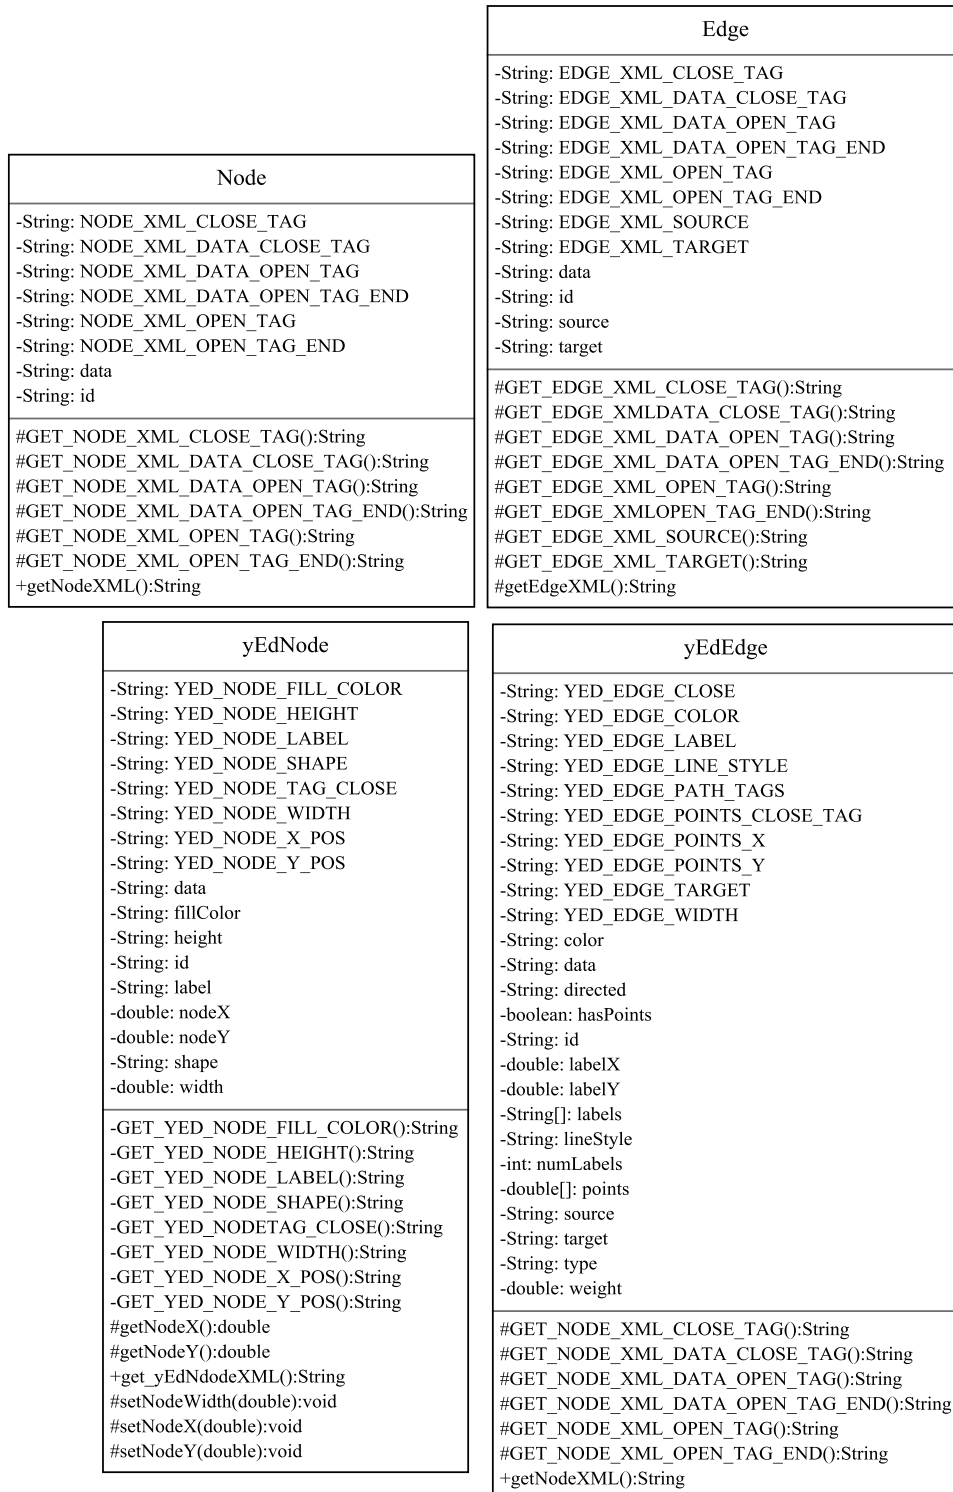 Node
-String: NODE_XML_CLOSE_TAG
-String: NODE_XML_DATA_CLOSE_TAG
-String: NODE_XML_DATA_OPEN_TAG
-String: NODE_XML_DATA_OPEN_TAG_END
-String: NODE_XML_OPEN_TAG
-String: NODE_XML_OPEN_TAG_END
-String: data
-String: id
#GET_NODE_XML_CLOSE_TAG():String
#GET_NODE_XML_DATA_CLOSE_TAG():String
#GET_NODE_XML_DATA_OPEN_TAG():String
#GET_NODE_XML_DATA_OPEN_TAG_END():String
#GET_NODE_XML_OPEN_TAG():String
#GET_NODE_XML_OPEN_TAG_END():String
+getNodeXML():String
Edge
-String: EDGE_XML_CLOSE_TAG
-String: EDGE_XML_DATA_CLOSE_TAG
-String: EDGE_XML_DATA_OPEN_TAG
-String: EDGE_XML_DATA_OPEN_TAG_END
-String: EDGE_XML_OPEN_TAG
-String: EDGE_XML_OPEN_TAG_END
-String: EDGE_XML_SOURCE
-String: EDGE_XML_TARGET
-String: data
-String: id
-String: source
-String: target
#GET_EDGE_XML_CLOSE_TAG():String
#GET_EDGE_XMLDATA_CLOSE_TAG():String
#GET_EDGE_XML_DATA_OPEN_TAG():String
#GET_EDGE_XML_DATA_OPEN_TAG_END():String
#GET_EDGE_XML_OPEN_TAG():String
#GET_EDGE_XMLOPEN_TAG_END():String
#GET_EDGE_XML_SOURCE():String
#GET_EDGE_XML_TARGET():String
#getEdgeXML():String
yEdNode
-String: YED_NODE_FILL_COLOR
-String: YED_NODE_HEIGHT
-String: YED_NODE_LABEL
-String: YED_NODE_SHAPE
-String: YED_NODE_TAG_CLOSE
-String: YED_NODE_WIDTH
-String: YED_NODE_X_POS
-String: YED_NODE_Y_POS
-String: data
-String: fillColor
-String: height
-String: id
-String: label
-double: nodeX
-double: nodeY
-String: shape
-double: width
-GET_YED_NODE_FILL_COLOR():String
-GET_YED_NODE_HEIGHT():String
-GET_YED_NODE_LABEL():String
-GET_YED_NODE_SHAPE():String
-GET_YED_NODETAG_CLOSE():String
-GET_YED_NODE_WIDTH():String
-GET_YED_NODE_X_POS():String
-GET_YED_NODE_Y_POS():String
#getNodeX():double
#getNodeY():double
+get_yEdNdodeXML():String
#setNodeWidth(double):void
#setNodeX(double):void
#setNodeY(double):void
yEdEdge
-String: YED_EDGE_CLOSE
-String: YED_EDGE_COLOR
-String: YED_EDGE_LABEL
-String: YED_EDGE_LINE_STYLE
-String: YED_EDGE_PATH_TAGS
-String: YED_EDGE_POINTS_CLOSE_TAG
-String: YED_EDGE_POINTS_X
-String: YED_EDGE_POINTS_Y
-String: YED_EDGE_TARGET
-String: YED_EDGE_WIDTH
-String: color
-String: data
-String: directed
-boolean: hasPoints
-String: id
-double: labelX
-double: labelY
-String[]: labels
-String: lineStyle
-int: numLabels
-double[]: points
-String: source
-String: target
-String: type
-double: weight
#GET_NODE_XML_CLOSE_TAG():String
#GET_NODE_XML_DATA_CLOSE_TAG():String
#GET_NODE_XML_DATA_OPEN_TAG():String
#GET_NODE_XML_DATA_OPEN_TAG_END():String
#GET_NODE_XML_OPEN_TAG():String
#GET_NODE_XML_OPEN_TAG_END():String
+getNodeXML():String